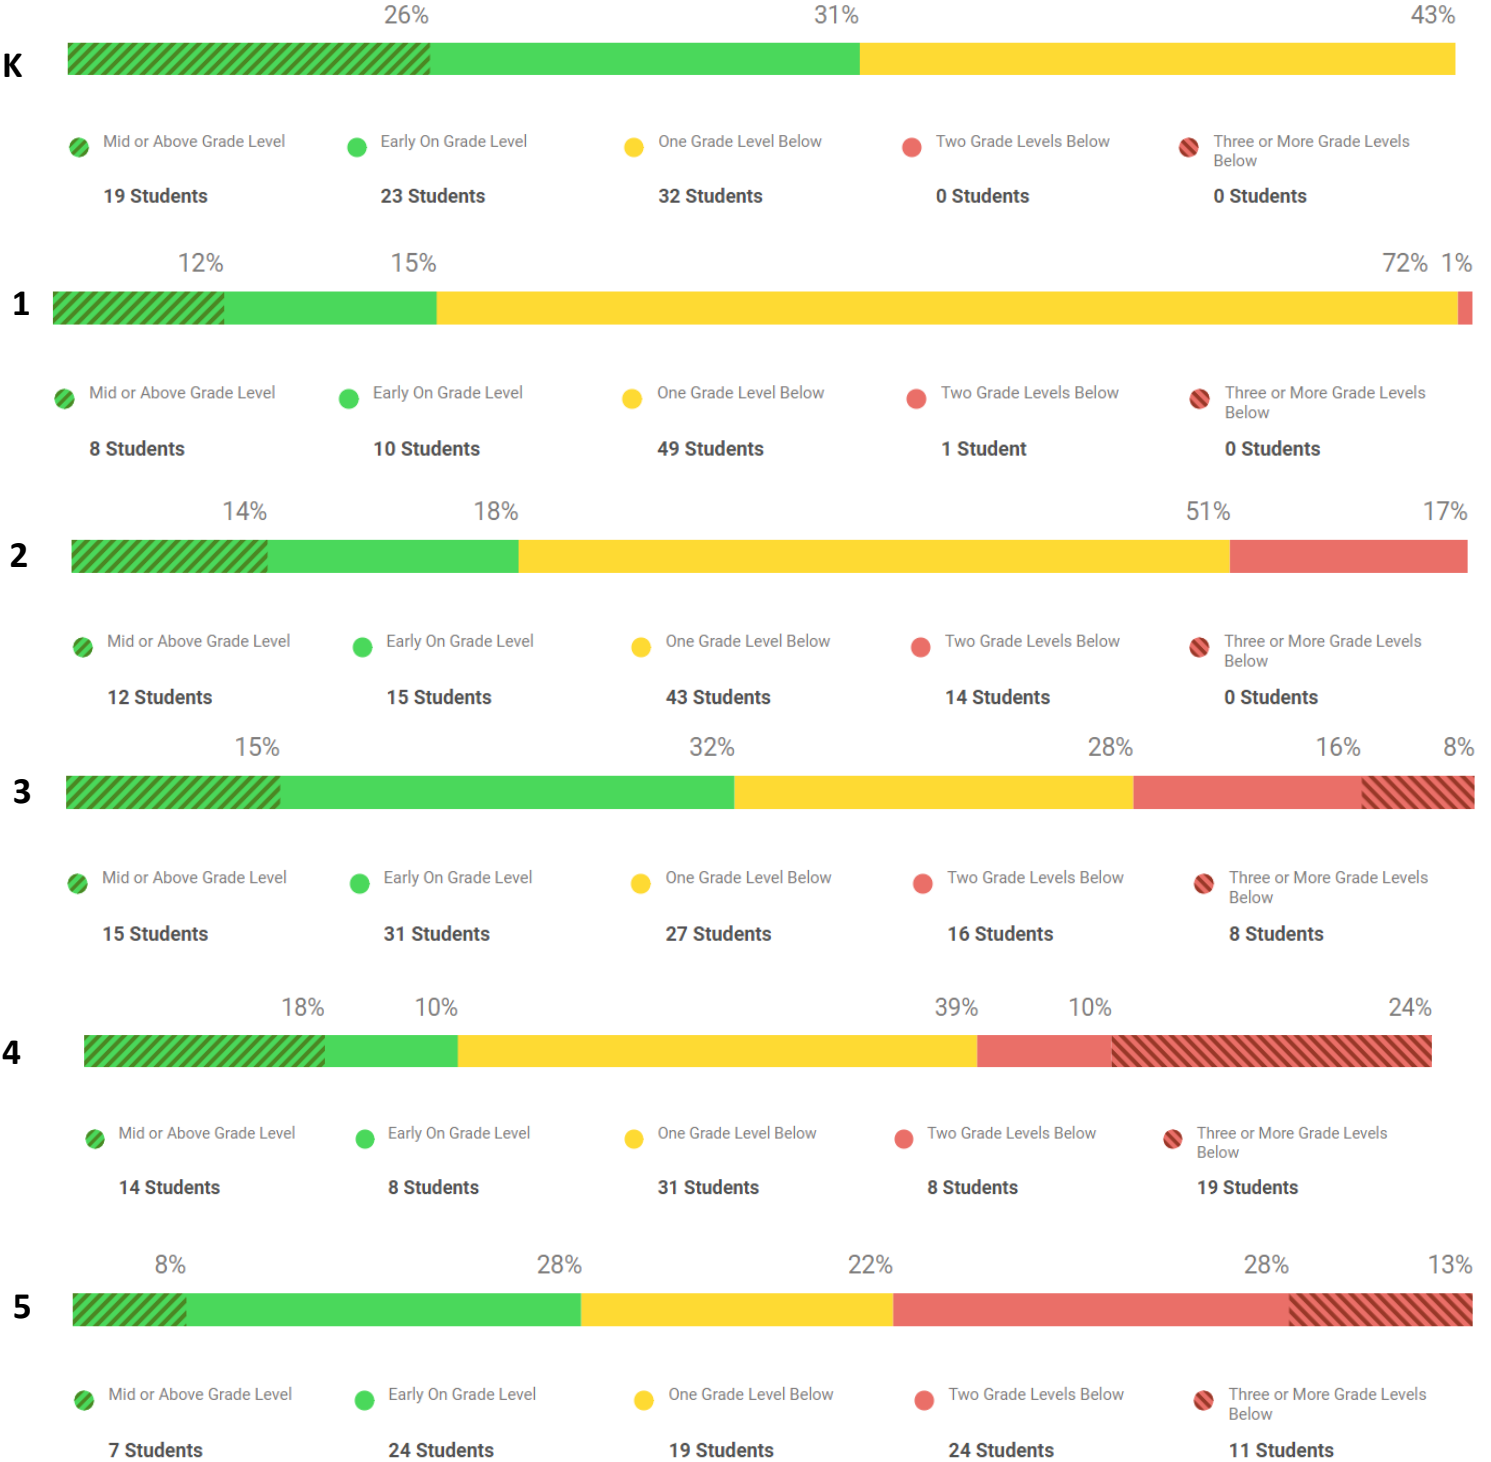 26% 31% 43%
K
Mid or Above Grade Level Early On Grade Level One Grade Level Below Two Grade Levels Below Three or More Grade Levels
Below
19 Students 23 Students 32 Students 0 Students 0 Students
12% 15% 72% 1%
1
Mid or Above Grade Level Early On Grade Level One Grade Level Below Two Grade Levels Below Three or More Grade Levels
Below
8 Students 10 Students 49 Students 1 Student 0 Students
14% 18% 51% 17%
2
Mid or Above Grade Level Early On Grade Level One Grade Level Below Two Grade Levels Below Three or More Grade Levels
Below
12 Students 15 Students 43 Students 14 Students 0 Students
15% 32% 28% 16% 8%
3
Mid or Above Grade Level Early On Grade Level One Grade Level Below Two Grade Levels Below Three or More Grade Levels
Below
15 Students 31 Students 27 Students 16 Students 8 Students
18% 10% 39% 10% 24%
4
Mid or Above Grade Level Early On Grade Level One Grade Level Below Two Grade Levels Below Three or More Grade Levels
Below
14 Students 8 Students 31 Students 8 Students 19 Students
8% 28% 22% 28% 13%
5
Mid or Above Grade Level Early On Grade Level One Grade Level Below Two Grade Levels Below Three or More Grade Levels
Below
7 Students 24 Students 19 Students 24 Students 11 Students